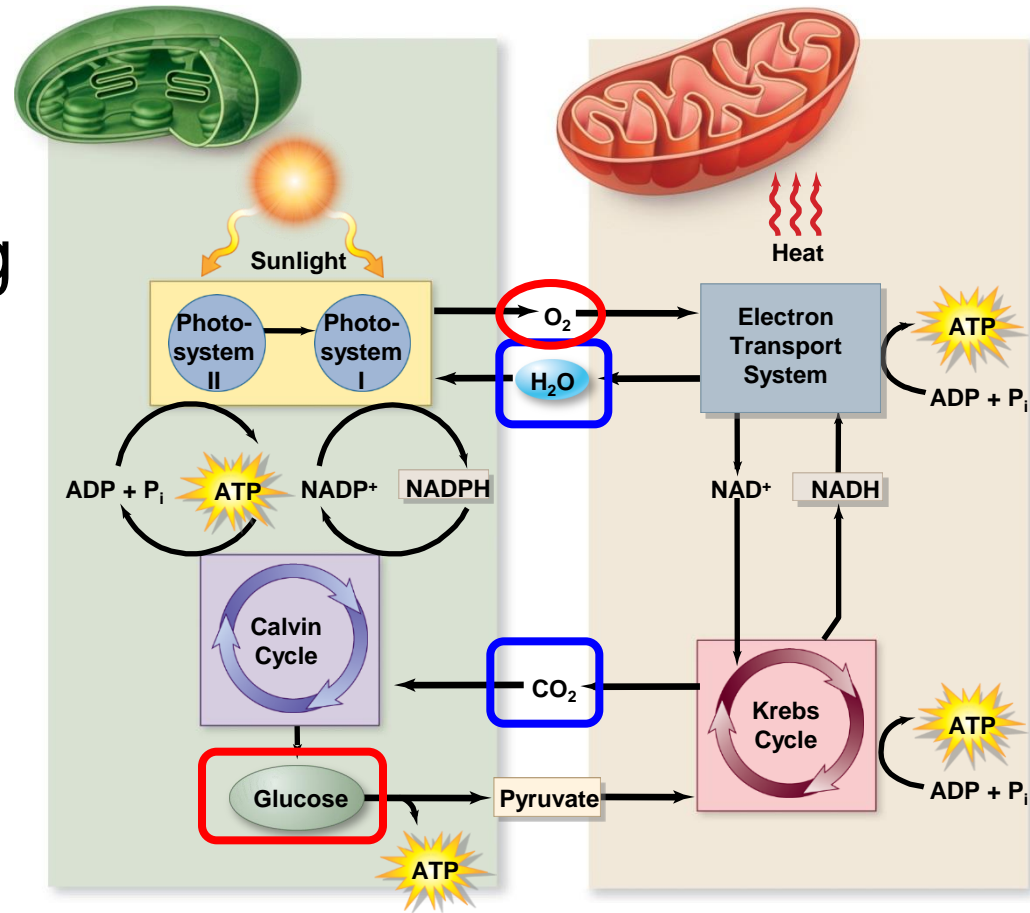 g
Heat
Sunlight
Photo-
system
II
Photo-
system
I
O₂
H₂O
Electron
Transport
System
ATP
ADP + Pᵢ
ADP + Pᵢ
ATP
NADP⁺
NADPH
NAD⁺
NADH
Calvin
Cycle
CO₂
Krebs
Cycle
ATP
ADP + Pᵢ
Glucose
Pyruvate
ATP